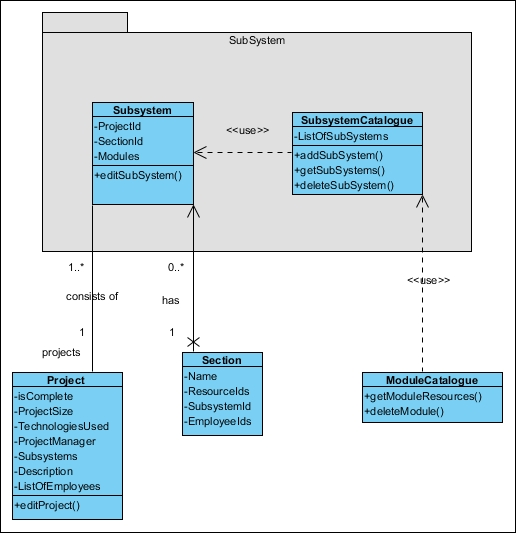 SubSystem
Subsystem
-ProjectId
-SectionId
-Modules
+editSubSystem()
<<use>>
SubsystemCatalogue
-ListOfSubSystems
+addSubSystem()
+getSubSystems()
+deleteSubSystem()
1..*
0..*
consists of
has
<<use>>
1
1
projects
Project
-isComplete
-ProjectSize
-TechnologiesUsed
-ProjectManager
-Subsystems
-Description
-ListOfEmployees
+editProject()
Section
-Name
-ResourceIds
-SubsystemId
-EmployeeIds
ModuleCatalogue
+getModuleResources()
+deleteModule()